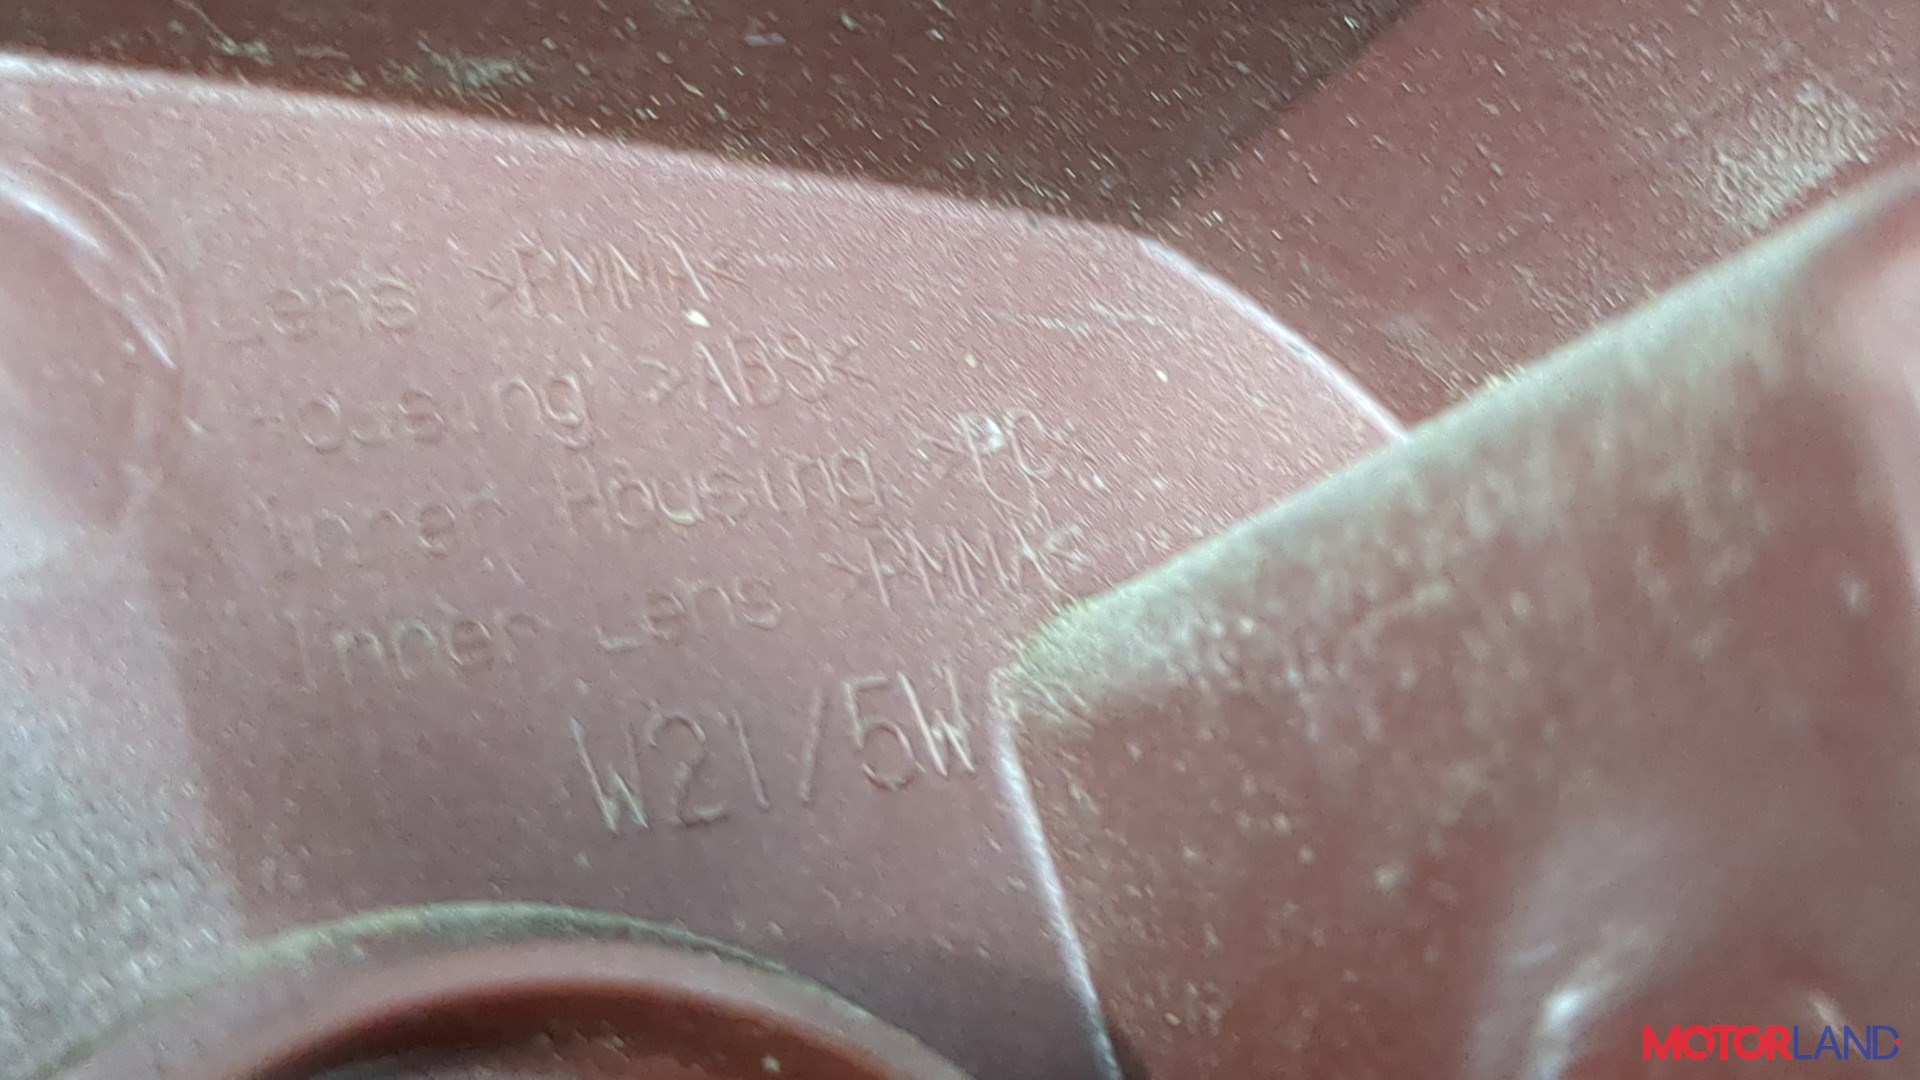 Lens >PMMA<
Housing >ABS<
Inner Housing >PC<
Inner Lens >PMMA<
W21/5W
MOTORLAND